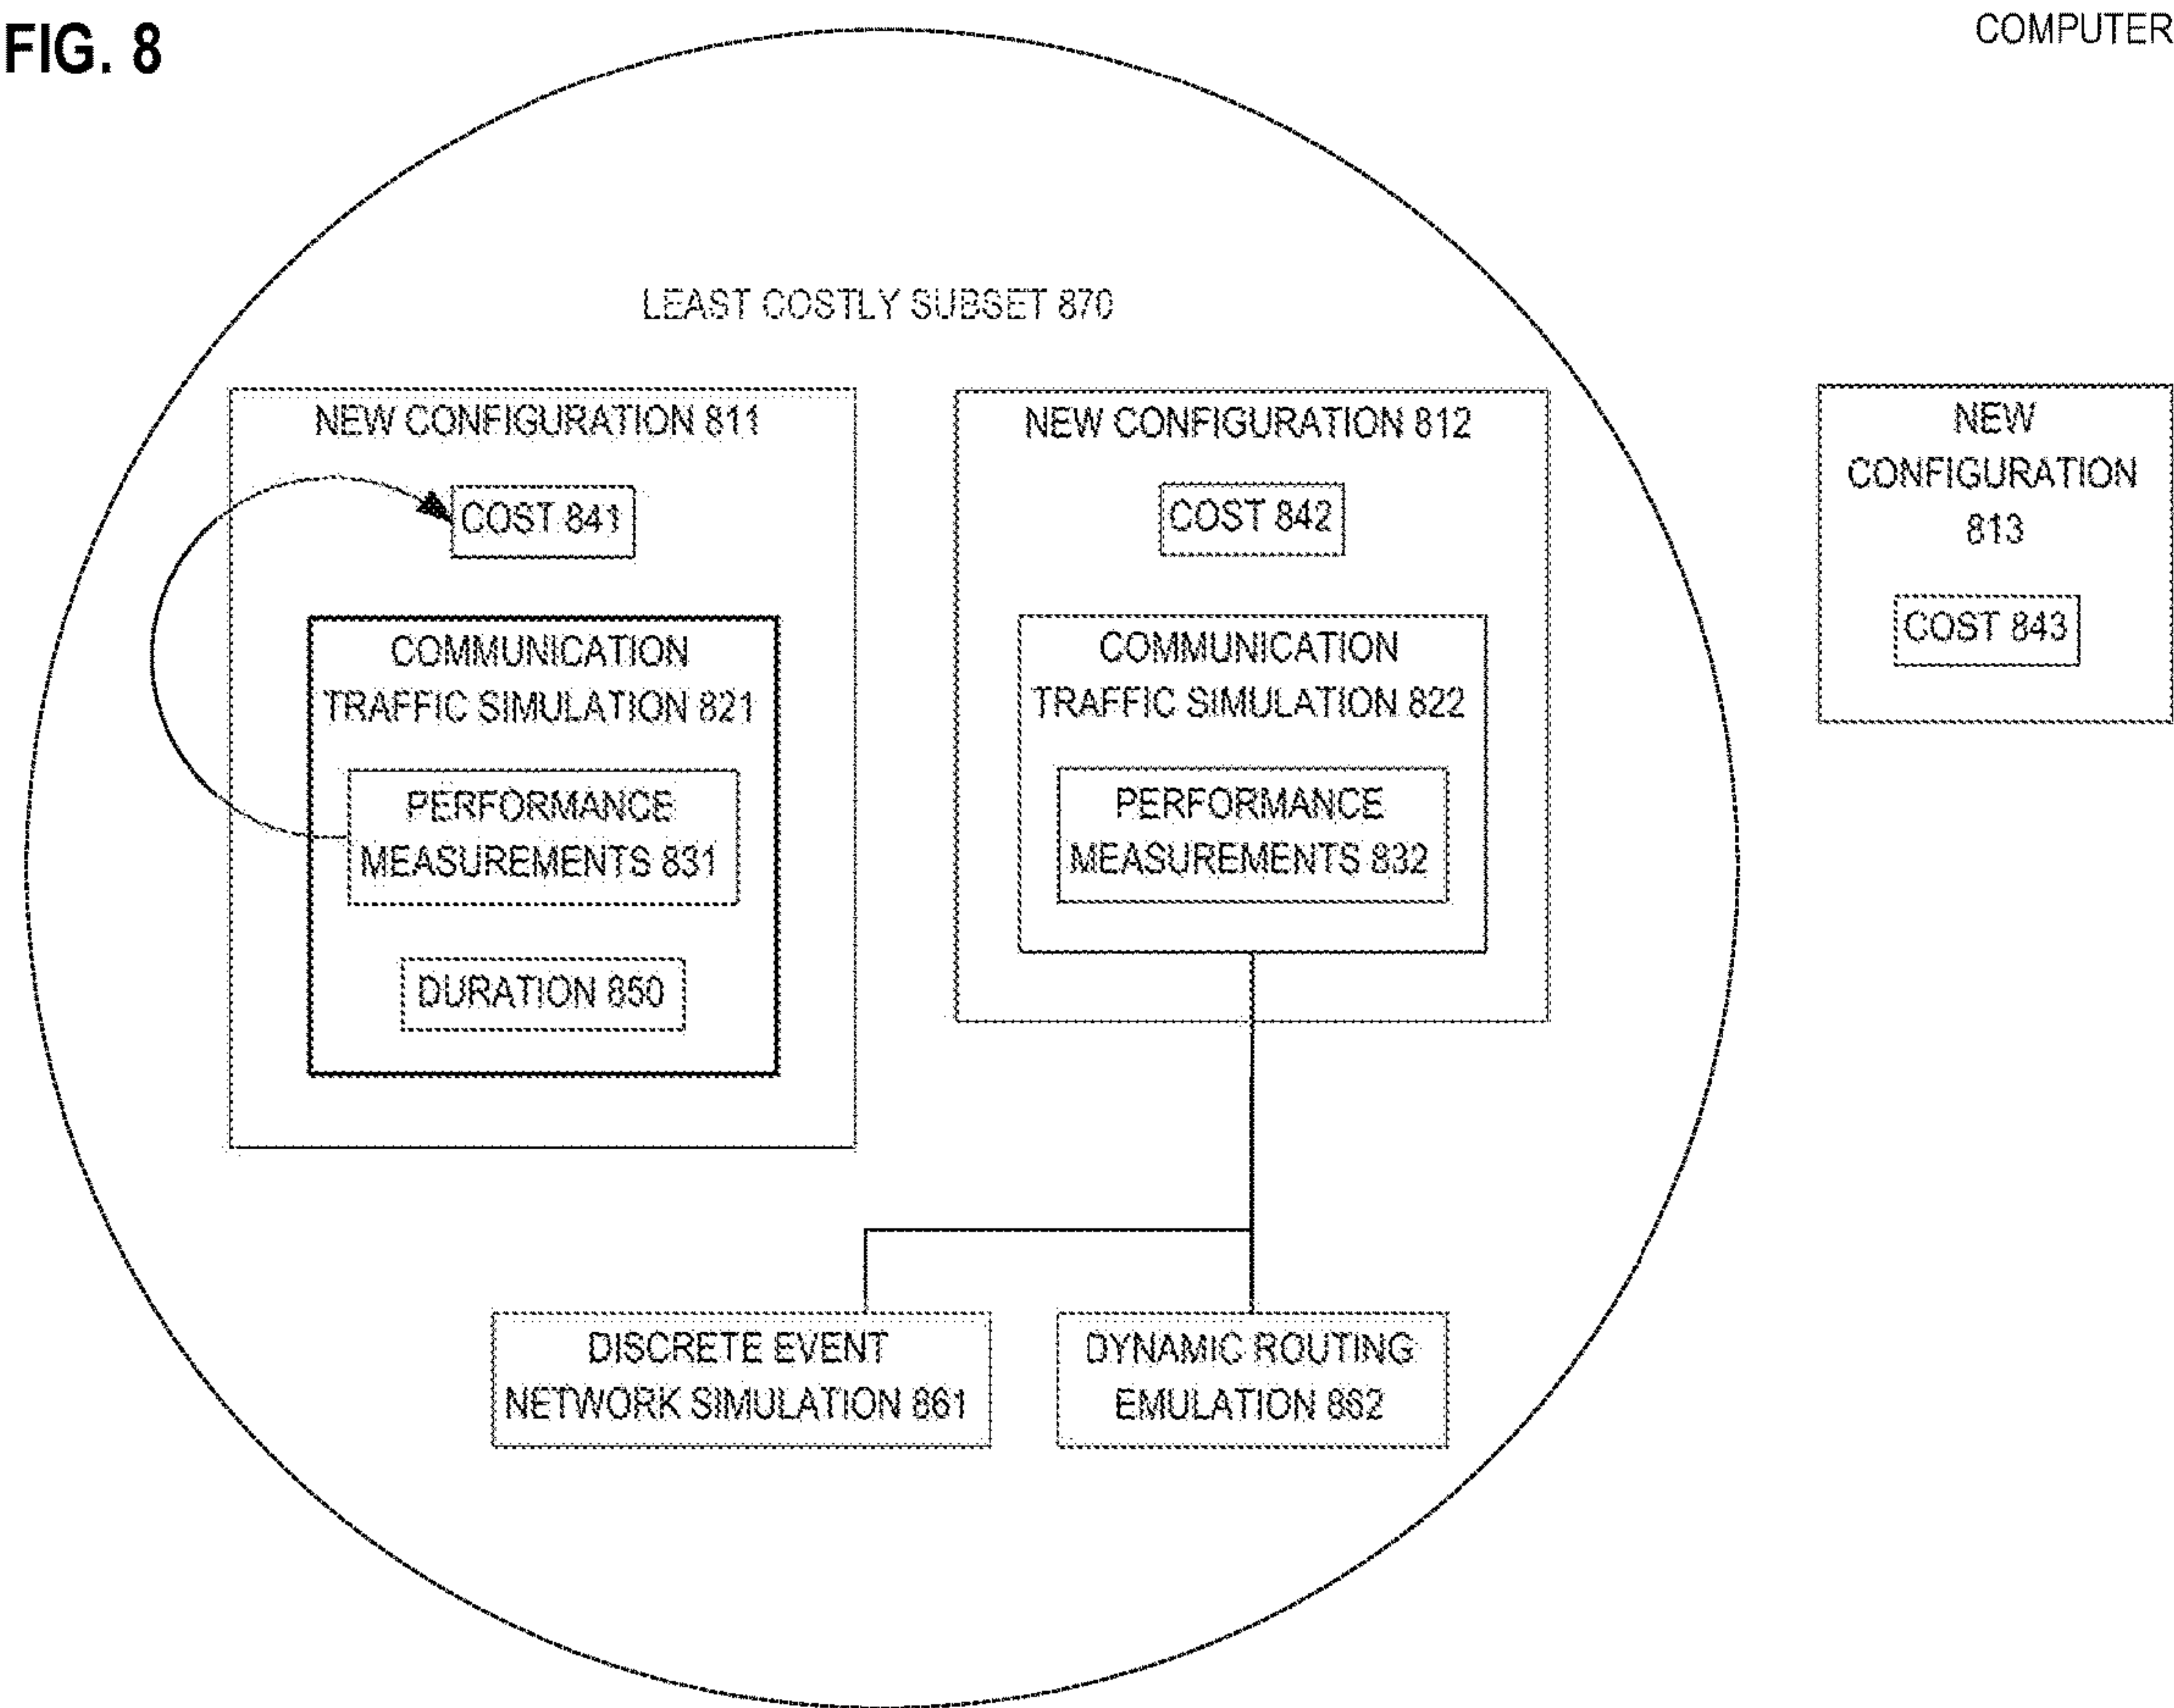 FIG. 8
COMPUTER
LEAST COSTLY SUBSET 870
NEW CONFIGURATION 811
COST 841
COMMUNICATION
TRAFFIC SIMULATION 821
PERFORMANCE
MEASUREMENTS 831
DURATION 850
NEW CONFIGURATION 812
COST 842
COMMUNICATION
TRAFFIC SIMULATION 822
PERFORMANCE
MEASUREMENTS 832
NEW
CONFIGURATION
813
COST 843
DISCRETE EVENT
NETWORK SIMULATION 861
DYNAMIC ROUTING
EMULATION 862